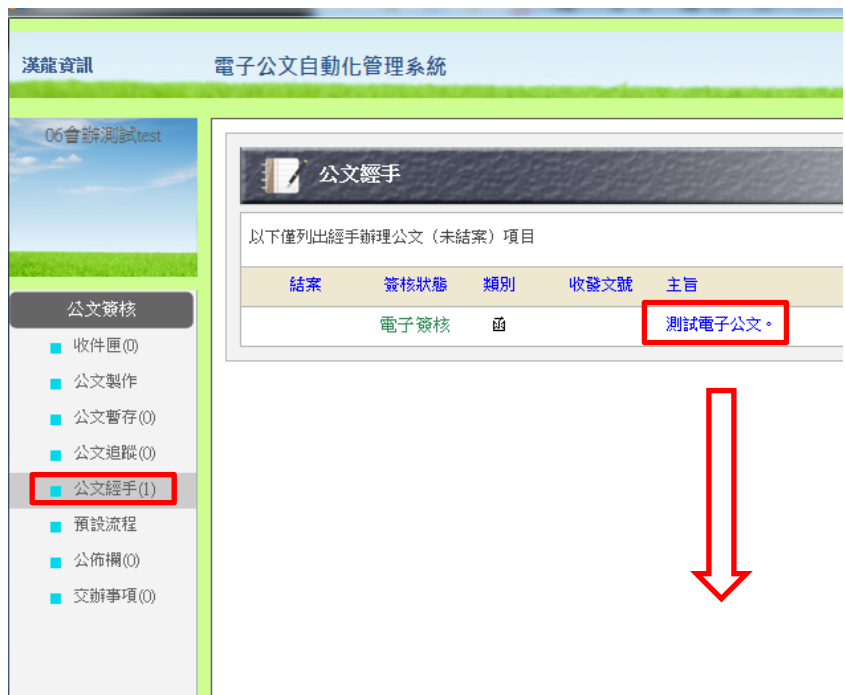 漢龍資訊
電子公文自動化管理系統
06會辦測試test
公文經手
以下僅列出經手辦理公文（未結案）項目
結案 簽核狀態 類別 收發文號 主旨
電子簽核 函 測試電子公文。
公文簽核
收件匣(0)
公文製作
公文暫存(0)
公文追蹤(0)
公文經手(1)
預設流程
公佈欄(0)
交辦事項(0)